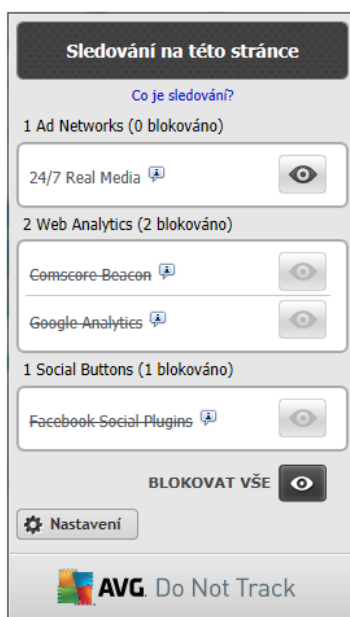 Sledování na této stránce
Co je sledování?
1 Ad Networks (0 blokováno)
24/7 Real Media
2 Web Analytics (2 blokováno)
Comscore Beacon
Google Analytics
1 Social Buttons (1 blokováno)
Facebook Social Plugins
BLOKOVAT VŠE
Nastavení
AVG. Do Not Track